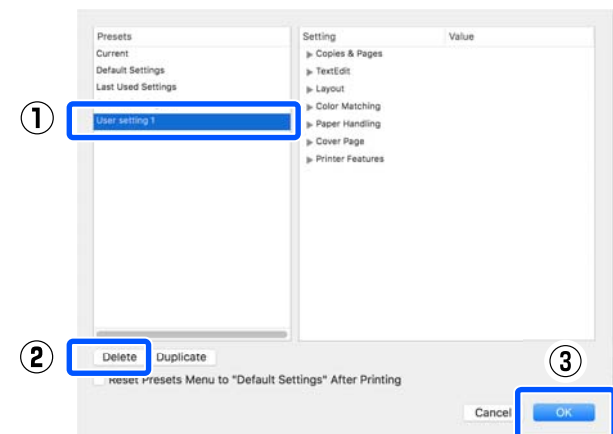 Presets
Current
Default Settings
Last Used Settings
User setting 1
Setting Value
Copies & Pages
TextEdit
Layout
Color Matching
Paper Handling
Cover Page
Printer Features
①
②
③
Delete Duplicate
Reset Presets Menu to "Default Settings" After Printing
Cancel OK